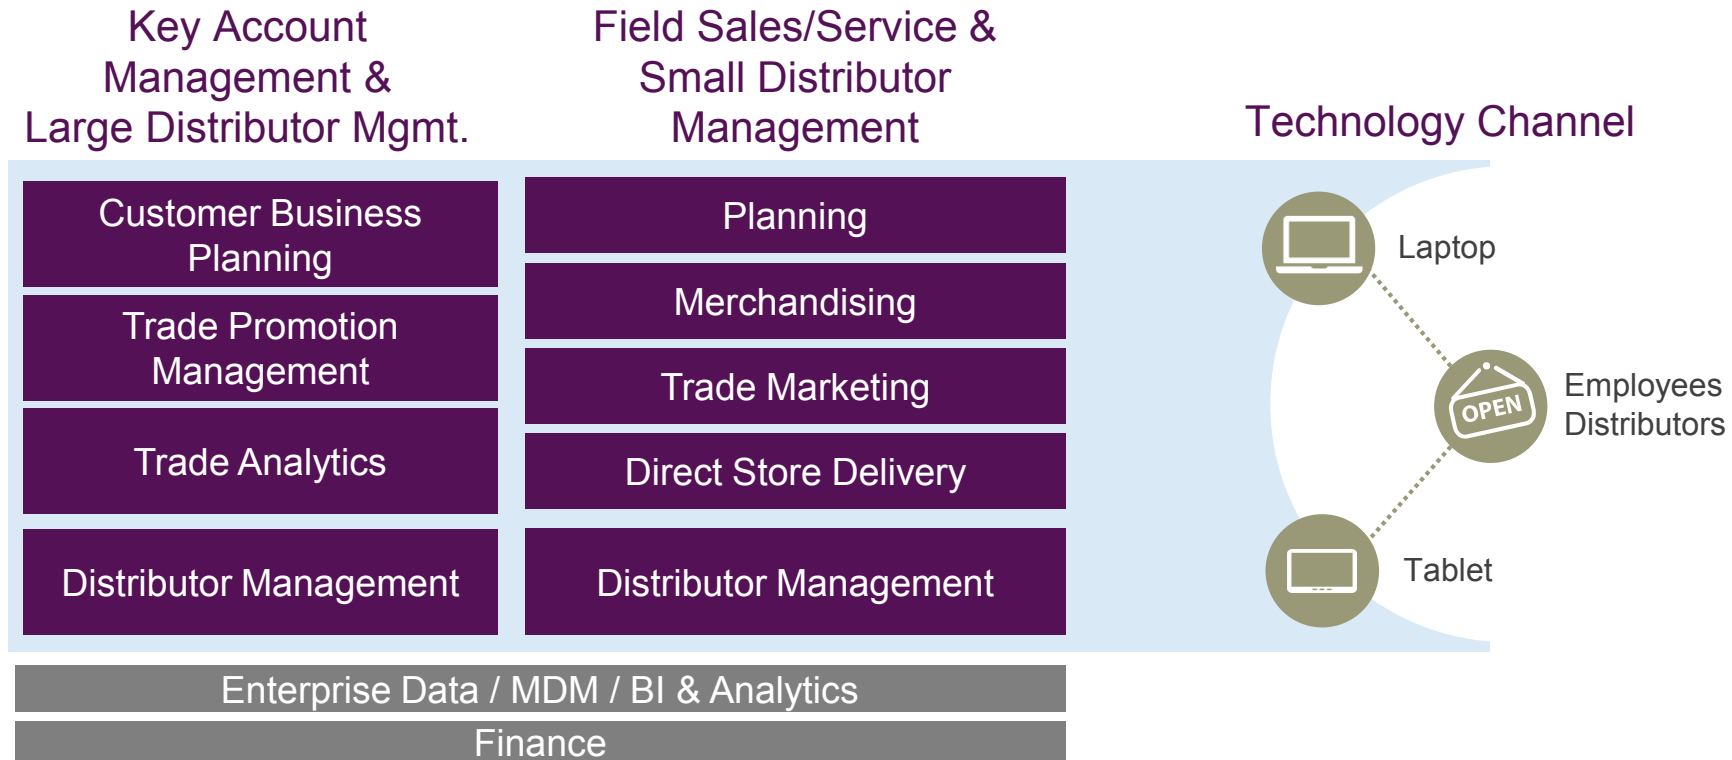 Key Account
Management &
Large Distributor Mgmt.
Field Sales/Service &
Small Distributor
Management
Technology Channel
Customer Business
Planning
Trade Promotion
Management
Trade Analytics
Distributor Management
Planning
Merchandising
Trade Marketing
Direct Store Delivery
Distributor Management
Laptop
OPEN
Employees
Distributors
Tablet
Enterprise Data / MDM / BI & Analytics
Finance